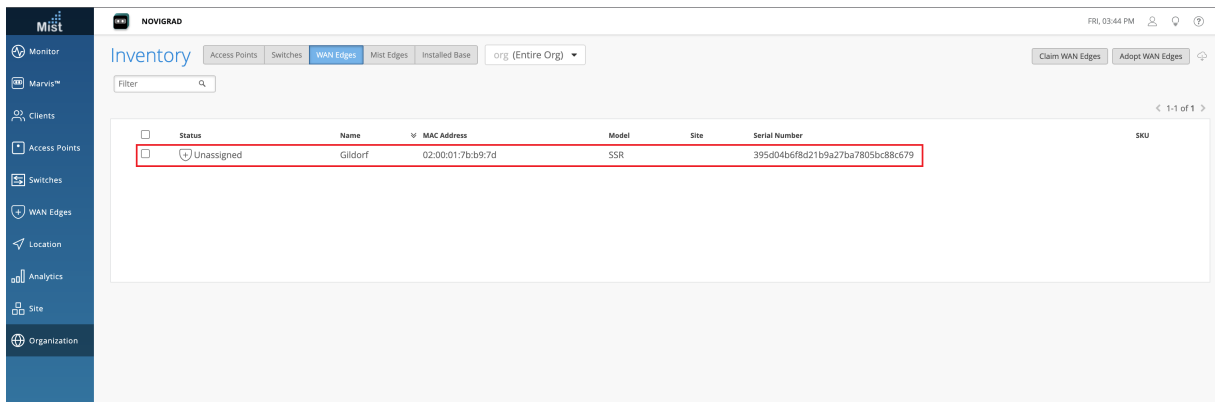 Mist
NOVIGRAD
FRI, 03:44 PM
Monitor
Marvis™
Clients
Access Points
Switches
WAN Edges
Location
Analytics
Site
Organization
Inventory
Access Points Switches WAN Edges Mist Edges Installed Base org (Entire Org)
Claim WAN Edges Adopt WAN Edges
Filter
1-1 of 1
Status Name MAC Address Model Site Serial Number SKU
Unassigned Gildorf 02:00:01:7b:b9:7d SSR 395d04b6f8d21b9a27ba7805bc88c679